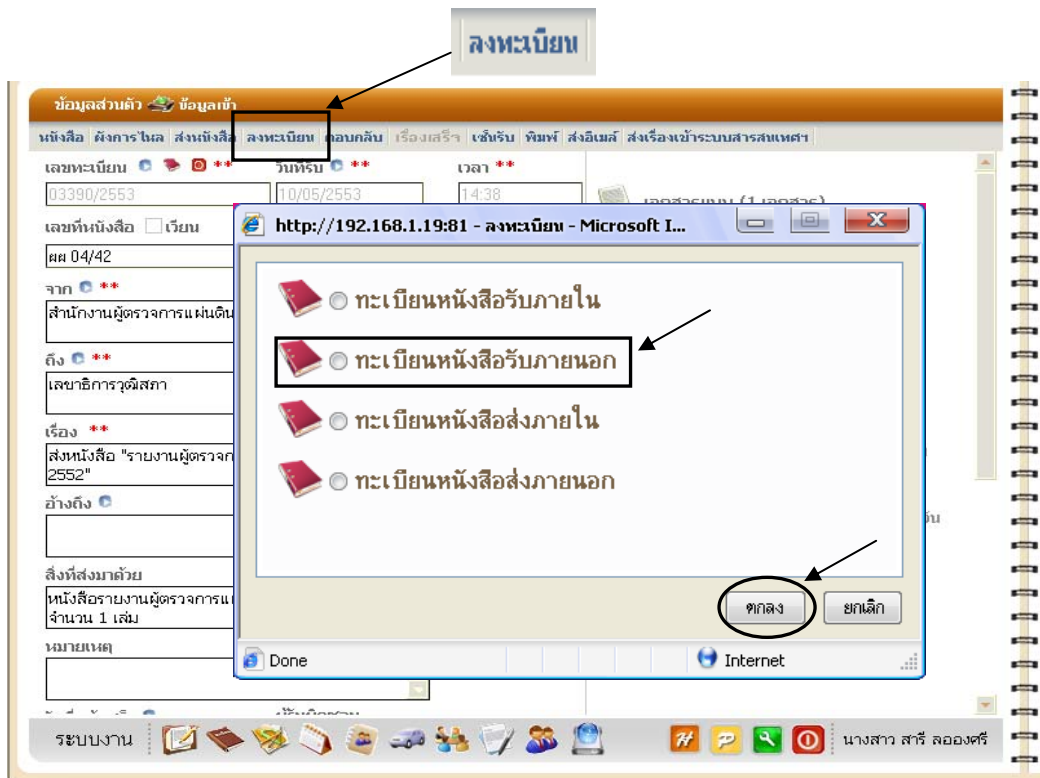 ลงทะเบียน
ข้อมูลส่วนตัว ข้อมูลเข้า
หนังสือ ผังการไหล ส่งหนังสือ ลงทะเบียน ตอบกลับ เรื่องเสร็จ เซ็นรับ พิมพ์ ส่งอีเมล์ ส่งเรื่องเข้าระบบสารสนเทศฯ
เลขทะเบียน ** วันที่รับ ** เวลา **
03390/2553 10/05/2553 14:38
เอกสารแนบ (1 เอกสาร)
เลขที่หนังสือ เวียน
ผผ 04/42
จาก **
สำนักงานผู้ตรวจการแผ่นดิน
ถึง **
เลขาธิการวุฒิสภา
เรื่อง **
ส่งหนังสือ "รายงานผู้ตรวจก
2552"
อ้างถึง
สิ่งที่ส่งมาด้วย
หนังสือรายงานผู้ตรวจการแ
จำนวน 1 เล่ม
หมายเหตุ
http://192.168.1.19:81 - ลงทะเบียน - Microsoft I...
ทะเบียนหนังสือรับภายใน
ทะเบียนหนังสือรับภายนอก
ทะเบียนหนังสือส่งภายใน
ทะเบียนหนังสือส่งภายนอก
ตกลง ยกเลิก
Done Internet
ระบบงาน นางสาว สารี ลอองศรี